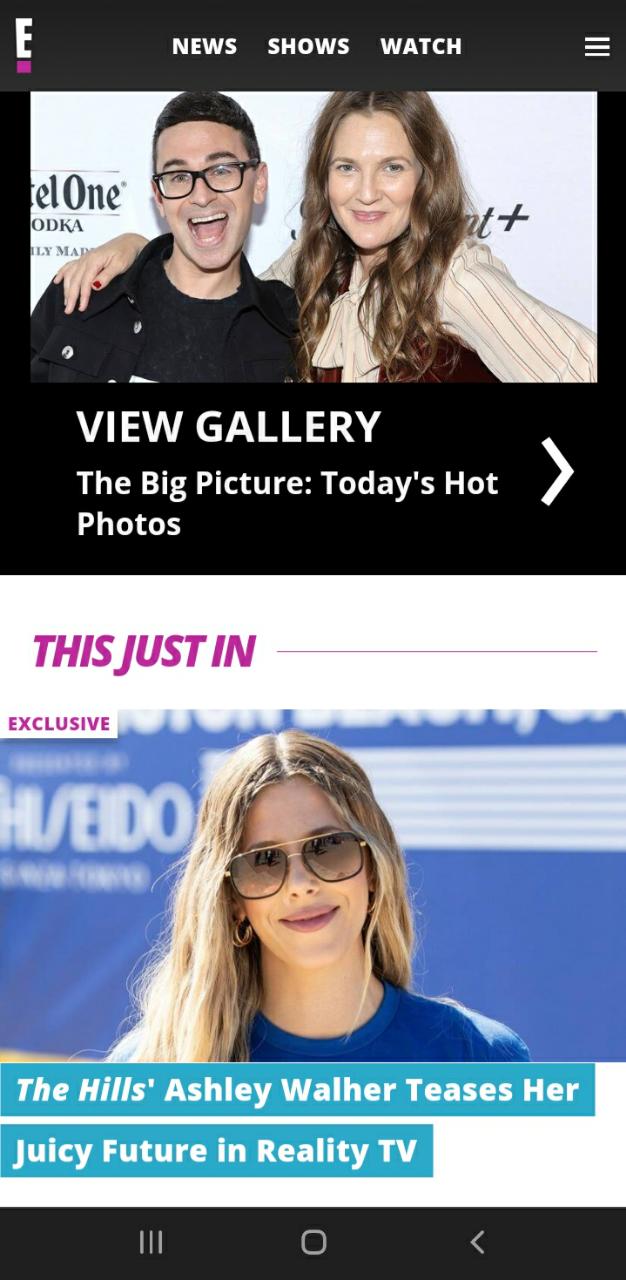 E
NEWS SHOWS WATCH
tel One®
ODKA
ILY MAD
nt+
VIEW GALLERY
The Big Picture: Today's Hot
Photos
THIS JUST IN
EXCLUSIVE
HISEIDO
The Hills' Ashley Walher Teases Her
Juicy Future in Reality TV